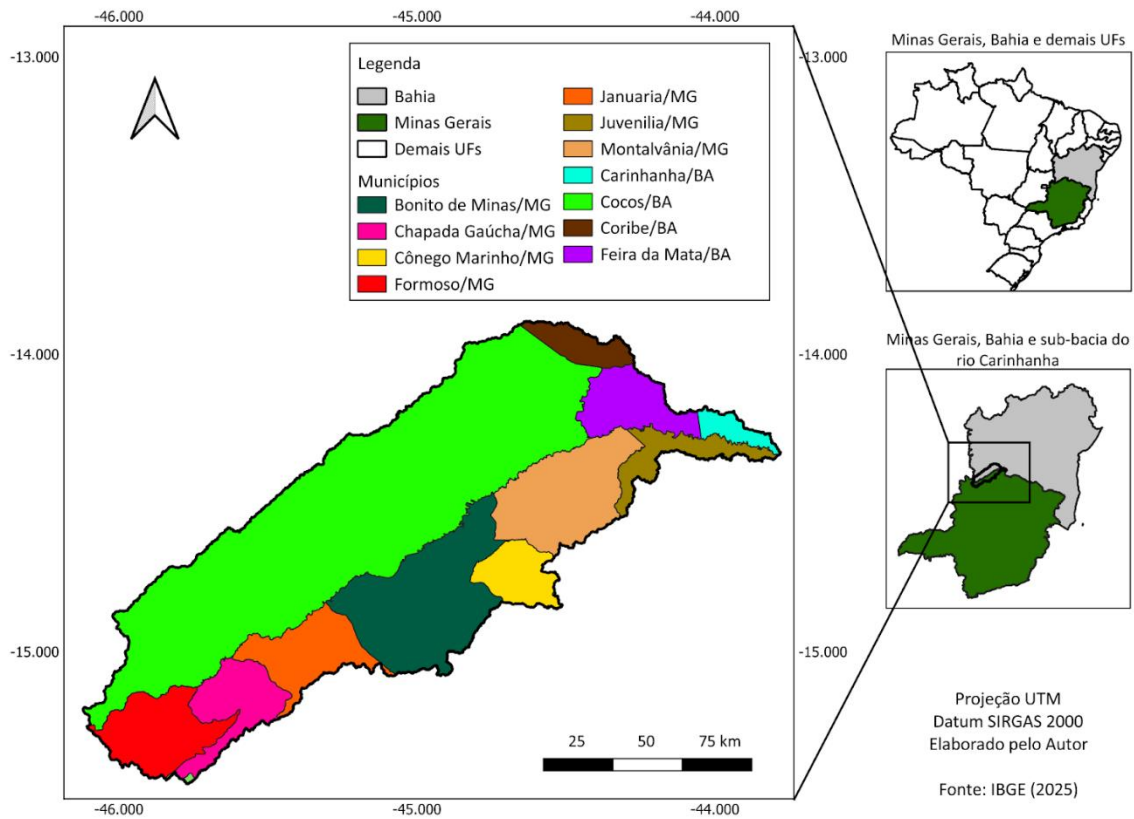 -46.000
-45.000
-44.000
-13.000
-13.000
Legenda
Bahia
Minas Gerais
Demais UFs
Municípios
Bonito de Minas/MG
Chapada Gaúcha/MG
Cônego Marinho/MG
Formoso/MG
Januaria/MG
Juvenilia/MG
Montalvânia/MG
Carinhanha/BA
Cocos/BA
Coribe/BA
Feira da Mata/BA
Minas Gerais, Bahia e demais UFs
-14.000
-14.000
Minas Gerais, Bahia e sub-bacia do
rio Carinhanha
-15.000
-15.000
25 50 75 km
Projeção UTM
Datum SIRGAS 2000
Elaborado pelo Autor
Fonte: IBGE (2025)
-46.000
-45.000
-44.000